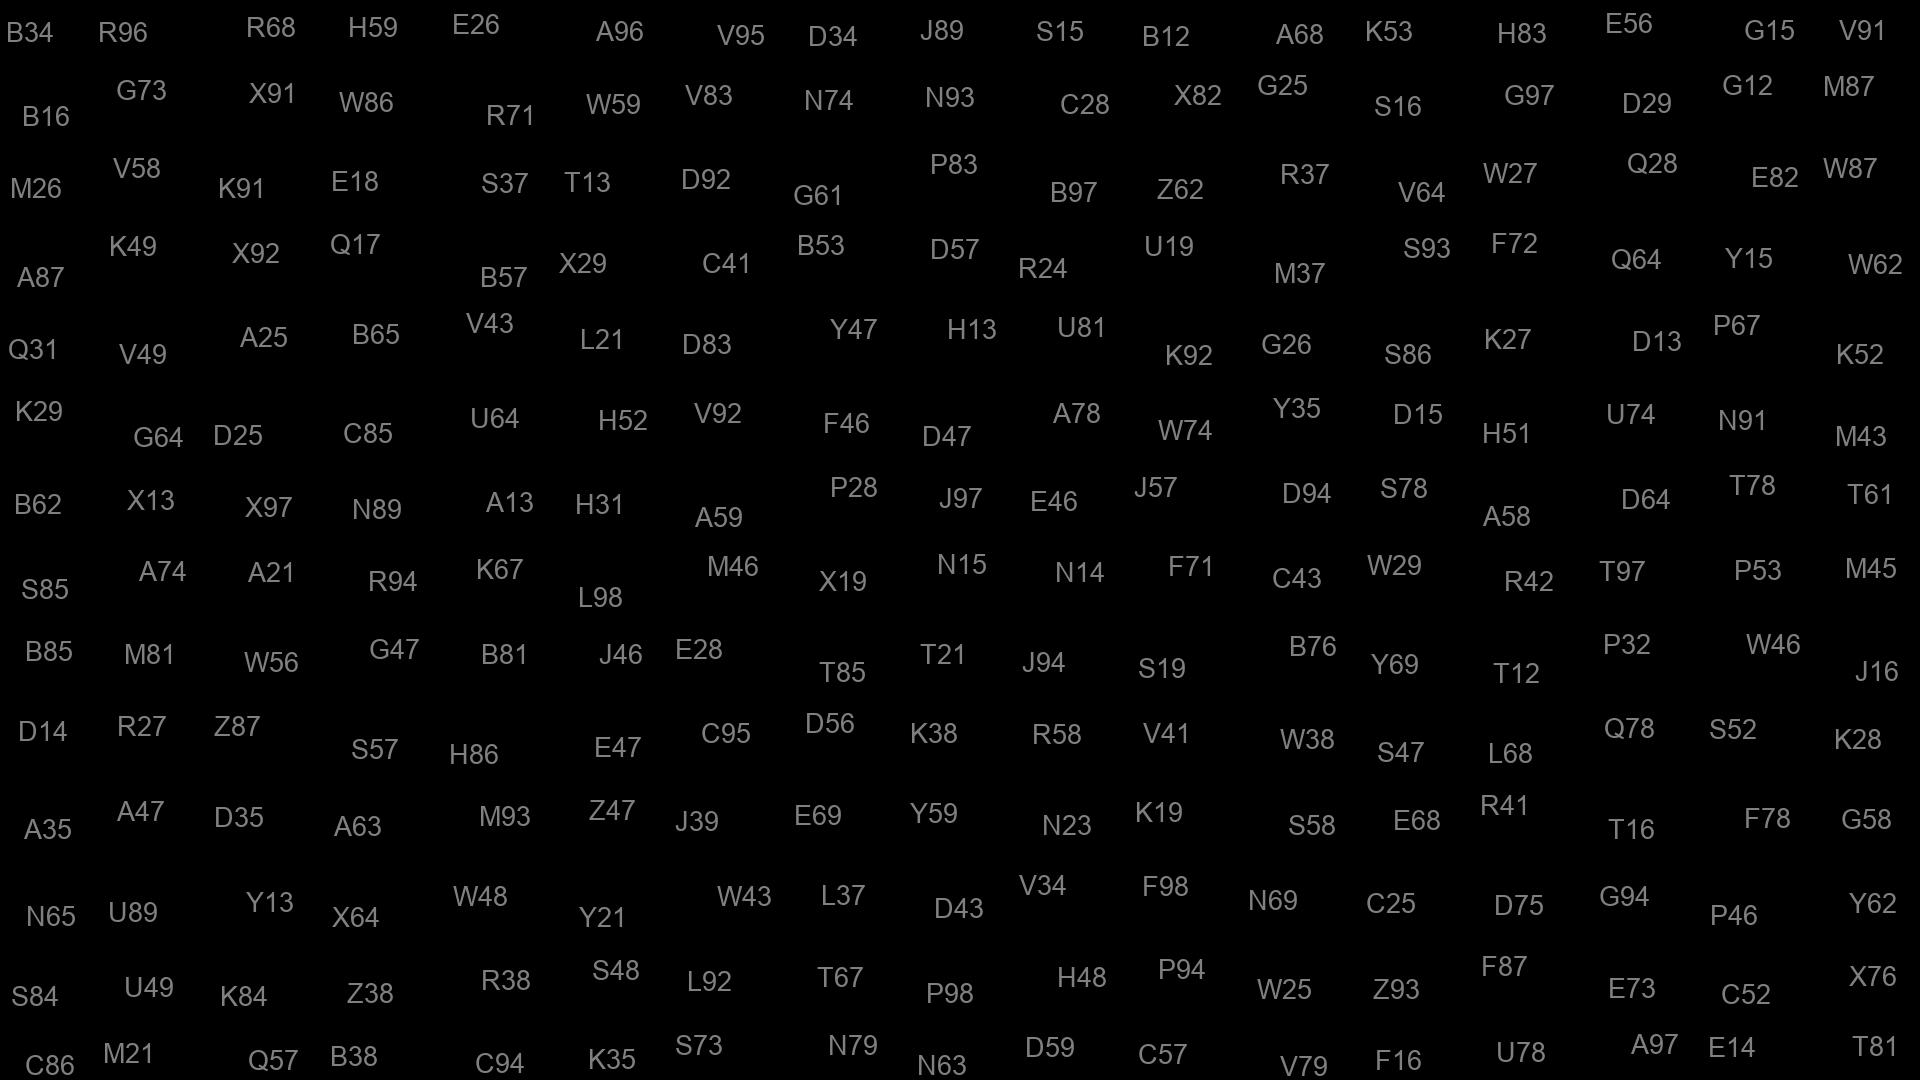 B34 R96 R68 H59 E26 A96 V95 D34 J89 S15 B12 A68 K53 H83 E56 G15 V91
B16 G73 X91 W86 R71 W59 V83 N74 N93 C28 X82 G25 S16 G97 D29 G12 M87
M26 V58 K91 E18 S37 T13 D92 G61 P83 B97 Z62 R37 V64 W27 Q28 E82 W87
A87 K49 X92 Q17 B57 X29 C41 B53 D57 R24 U19 M37 S93 F72 Q64 Y15 W62
Q31 V49 A25 B65 V43 L21 D83 Y47 H13 U81 K92 G26 S86 K27 D13 P67 K52
K29 G64 D25 C85 U64 H52 V92 F46 D47 A78 W74 Y35 D15 H51 U74 N91 M43
B62 X13 X97 N89 A13 H31 A59 P28 J97 E46 J57 D94 S78 A58 D64 T78 T61
S85 A74 A21 R94 K67 L98 M46 X19 N15 N14 F71 C43 W29 R42 T97 P53 M45
B85 M81 W56 G47 B81 J46 E28 T85 T21 J94 S19 B76 Y69 T12 P32 W46 J16
D14 R27 Z87 S57 H86 E47 C95 D56 K38 R58 V41 W38 S47 L68 Q78 S52 K28
A35 A47 D35 A63 M93 Z47 J39 E69 Y59 N23 K19 S58 E68 R41 T16 F78 G58
N65 U89 Y13 X64 W48 Y21 W43 L37 D43 V34 F98 N69 C25 D75 G94 P46 Y62
S84 U49 K84 Z38 R38 S48 L92 T67 P98 H48 P94 W25 Z93 F87 E73 C52 X76
C86 M21 Q57 B38 C94 K35 S73 N79 N63 D59 C57 V79 F16 U78 A97 E14 T81